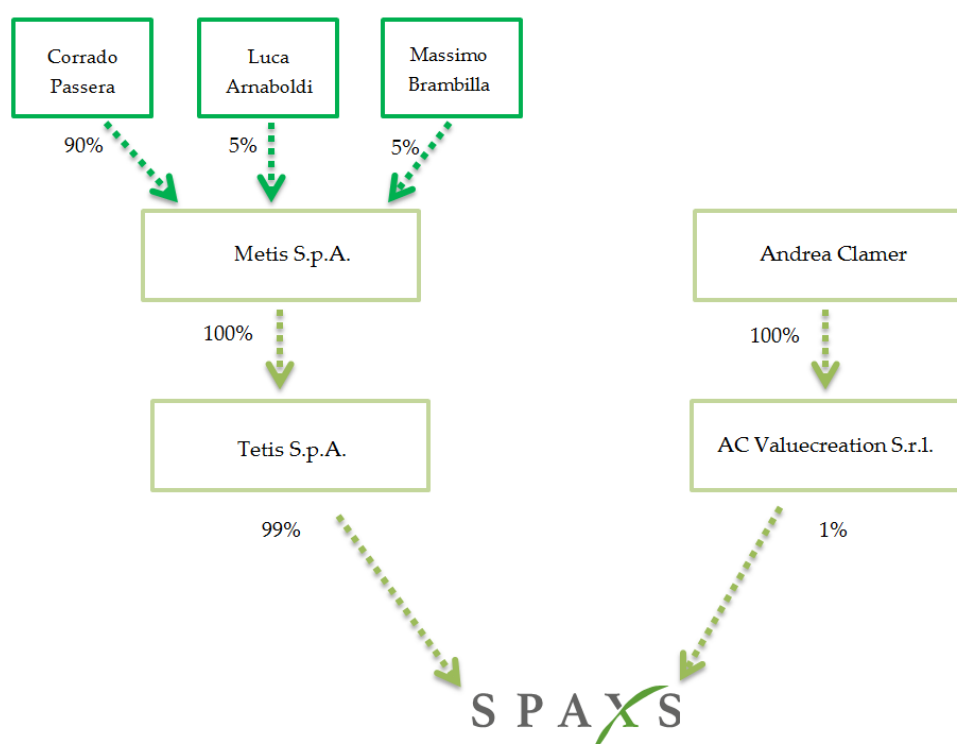 Corrado
Passera
Luca
Arnaboldi
Massimo
Brambilla
90%
5%
5%
Metis S.p.A.
Andrea Clamer
100%
100%
Tetis S.p.A.
AC Valuecreation S.r.l.
99%
1%
SPAXS